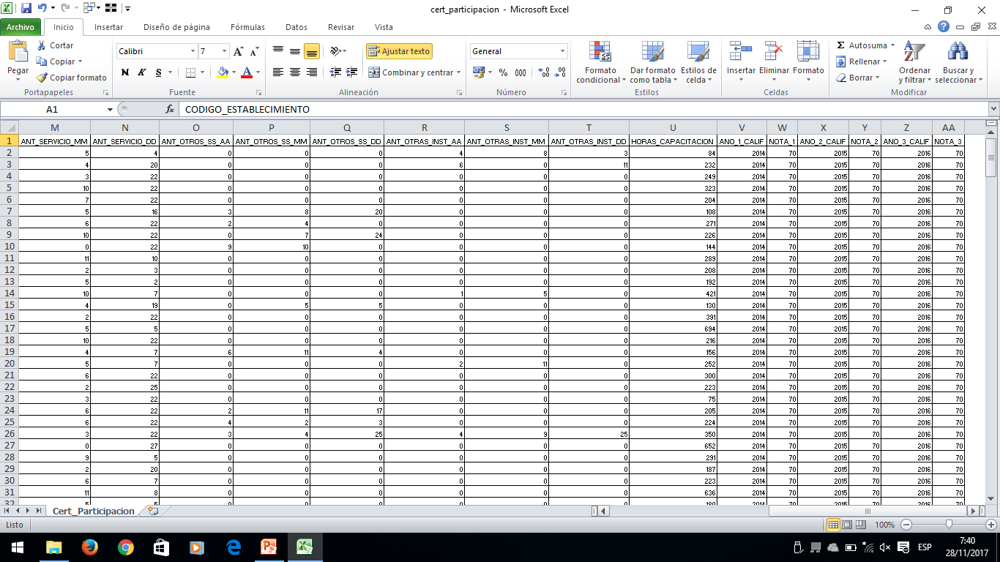 cert_participacion - Microsoft Excel
Archivo Inicio Insertar Diseño de página Fórmulas Datos Revisar Vista
Pegar
Cortar
Copiar
Copiar formato
Portapapeles
Calibri 7
N K S
Fuente
Ajustar texto
Combinar y centrar
Alineación
General
% 000
Número
Formato condicional
Dar formato como tabla
Estilos de celda
Estilos
Insertar Eliminar Formato
Celdas
Autosuma
Rellenar
Borrar
Ordenar y filtrar
Buscar y seleccionar
Modificar
A1 fx CODIGO_ESTABLECIMIENTO
M N O P Q R S T U V W X Y Z AA
1 ANT_SERVICIO_MM ANT_SERVICIO_DD ANT_OTROS_SS_AA ANT_OTROS_SS_MM ANT_OTROS_SS_DD ANT_OTRAS_INST_AA ANT_OTRAS_INST_MM ANT_OTRAS_INST_DD HORAS_CAPACITACION ANO_1_CALIF NOTA_1 ANO_2_CALIF NOTA_2 ANO_3_CALIF NOTA_3
2 5 4 0 0 0 4 8 3 84 2014 70 2015 70 2016 70
3 4 20 0 0 0 6 0 11 232 2014 70 2015 70 2016 70
4 3 22 0 0 0 0 0 0 249 2014 70 2015 70 2016 70
5 10 22 0 0 0 0 0 0 323 2014 70 2015 70 2016 70
6 7 22 0 0 0 0 0 0 204 2014 70 2015 70 2016 70
7 5 16 3 8 20 0 0 0 108 2014 70 2015 70 2016 70
8 6 22 2 4 0 0 0 0 271 2014 70 2015 70 2016 70
9 10 22 0 7 24 0 0 0 226 2014 70 2015 70 2016 70
10 0 22 9 10 0 0 0 0 144 2014 70 2015 70 2016 70
11 11 10 0 0 0 0 0 0 289 2014 70 2015 70 2016 70
12 2 3 0 0 0 0 0 0 208 2014 70 2015 70 2016 70
13 5 2 0 0 0 0 0 0 192 2014 70 2015 70 2016 70
14 10 7 0 0 0 1 5 0 421 2014 70 2015 70 2016 70
15 4 19 0 5 5 0 0 0 130 2014 70 2015 70 2016 70
16 2 22 0 0 0 0 0 0 391 2014 70 2015 70 2016 70
17 5 5 0 0 0 0 0 0 694 2014 70 2015 70 2016 70
18 10 22 0 0 0 0 0 0 216 2014 70 2015 70 2016 70
19 4 7 6 11 4 0 0 0 156 2014 70 2015 70 2016 70
20 5 7 0 0 0 2 11 0 252 2014 70 2015 70 2016 70
21 6 22 0 0 0 0 0 0 300 2014 70 2015 70 2016 70
22 2 25 0 0 0 0 0 0 223 2014 70 2015 70 2016 70
23 3 22 0 0 0 0 0 0 75 2014 70 2015 70 2016 70
24 6 22 2 11 17 0 0 0 205 2014 70 2015 70 2016 70
25 6 22 4 2 3 0 0 0 224 2014 70 2015 70 2016 70
26 3 22 3 4 25 4 9 25 350 2014 70 2015 70 2016 70
27 0 27 0 0 0 0 0 0 652 2014 70 2015 70 2016 70
28 9 5 0 0 0 0 0 0 291 2014 70 2015 70 2016 70
29 2 20 0 0 0 0 0 0 187 2014 70 2015 70 2016 70
30 6 7 0 0 0 0 0 0 223 2014 70 2015 70 2016 70
31 11 8 0 0 0 0 0 0 636 2014 70 2015 70 2016 70
32 5 5 0 0 0 0 0 0 180 2014 70 2015 70 2016 70
Cert_Participacion
Listo 100%
ESP
7:40
28/11/2017